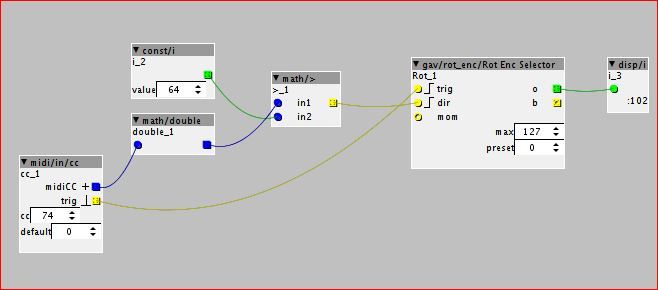 ▼ const/i
i_2
value 64
▼ math/double
double_1
▼ math/>
>_1
in1
in2
▼ midi/in/cc
cc_1
midiCC +
trig
cc 74
default 0
▼ gav/rot_enc/Rot Enc Selector
Rot_1
trig o
dir b
mom
max 127
preset 0
▼ disp/i
i_3
:102